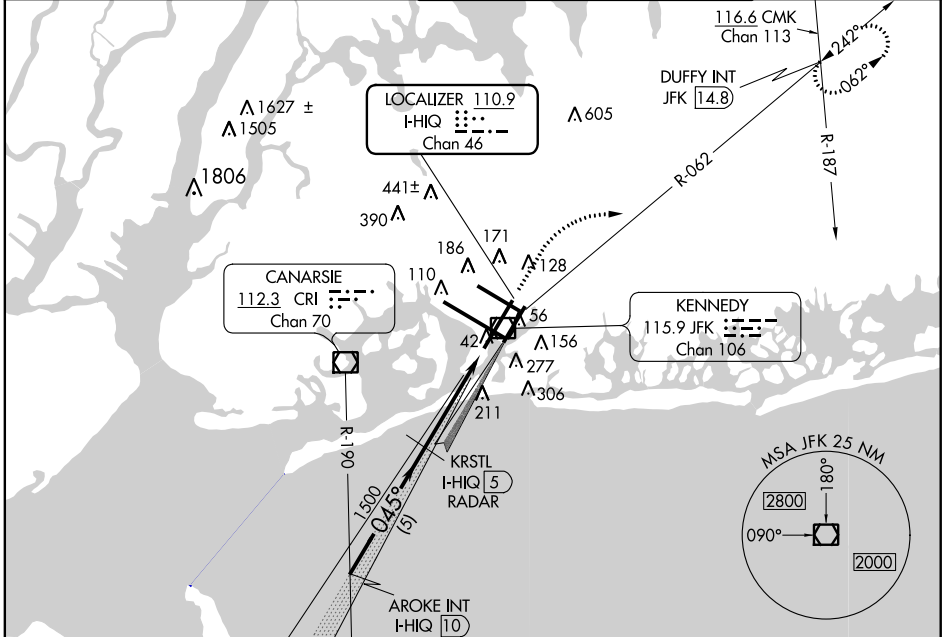 116.6 CMK
Chan 113
242°
062°
DUFFY INT
JFK 14.8
LOCALIZER 110.9
I-HIQ
Chan 46
1627 ±
1505
605
1806
R-187
R-062
441±
390
171
186
128
110
CANARSIE
112.3 CRI
Chan 70
56
42
156
277
306
211
KENNEDY
115.9 JFK
Chan 106
R-190
KRSTL
I-HIQ 5
RADAR
1500
045°
(5)
AROKE INT
I-HIQ 10
MSA JFK 25 NM
180°
2800
090°
2000